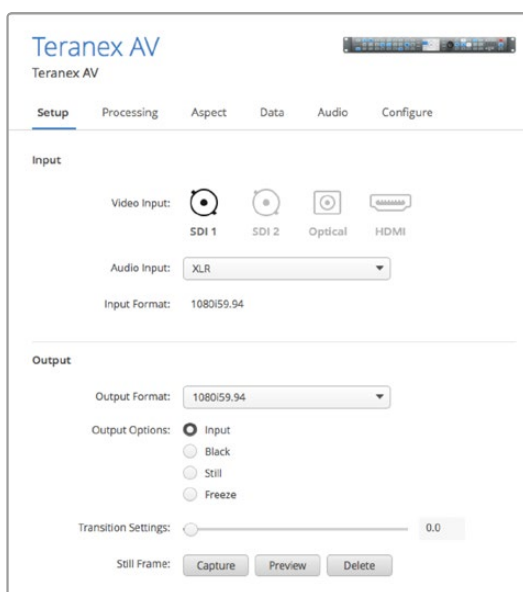 Teranex AV
Teranex AV
Setup Processing Aspect Data Audio Configure
Input
Video Input:
SDI 1 SDI 2 Optical HDMI
Audio Input: XLR
Input Format: 1080i59.94
Output
Output Format: 1080i59.94
Output Options: Input
Black
Still
Freeze
Transition Settings: 0.0
Still Frame: Capture Preview Delete